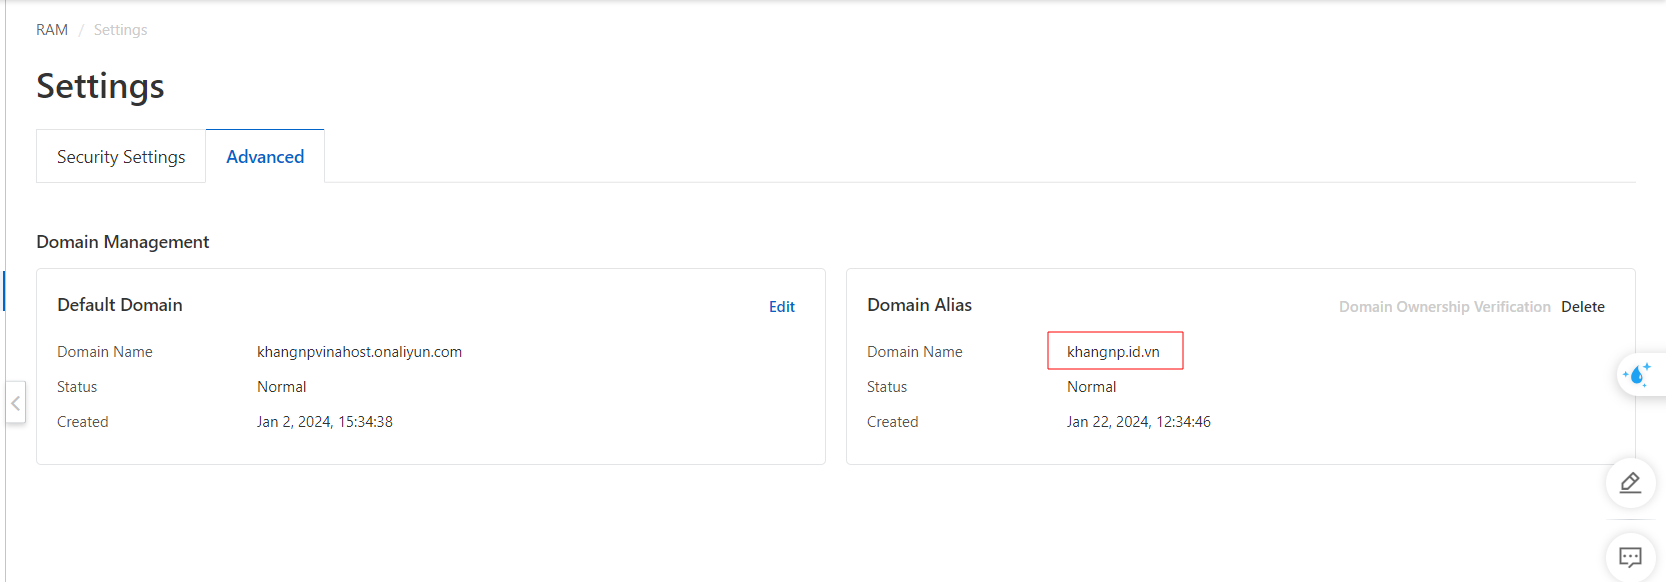 RAM / Settings
Settings
Security Settings
Advanced
Domain Management
Default Domain
Edit
Domain Name khangnpvinahost.onaliyun.com
Status Normal
Created Jan 2, 2024, 15:34:38
Domain Alias
Domain Ownership Verification Delete
Domain Name khangnp.id.vn
Status Normal
Created Jan 22, 2024, 12:34:46